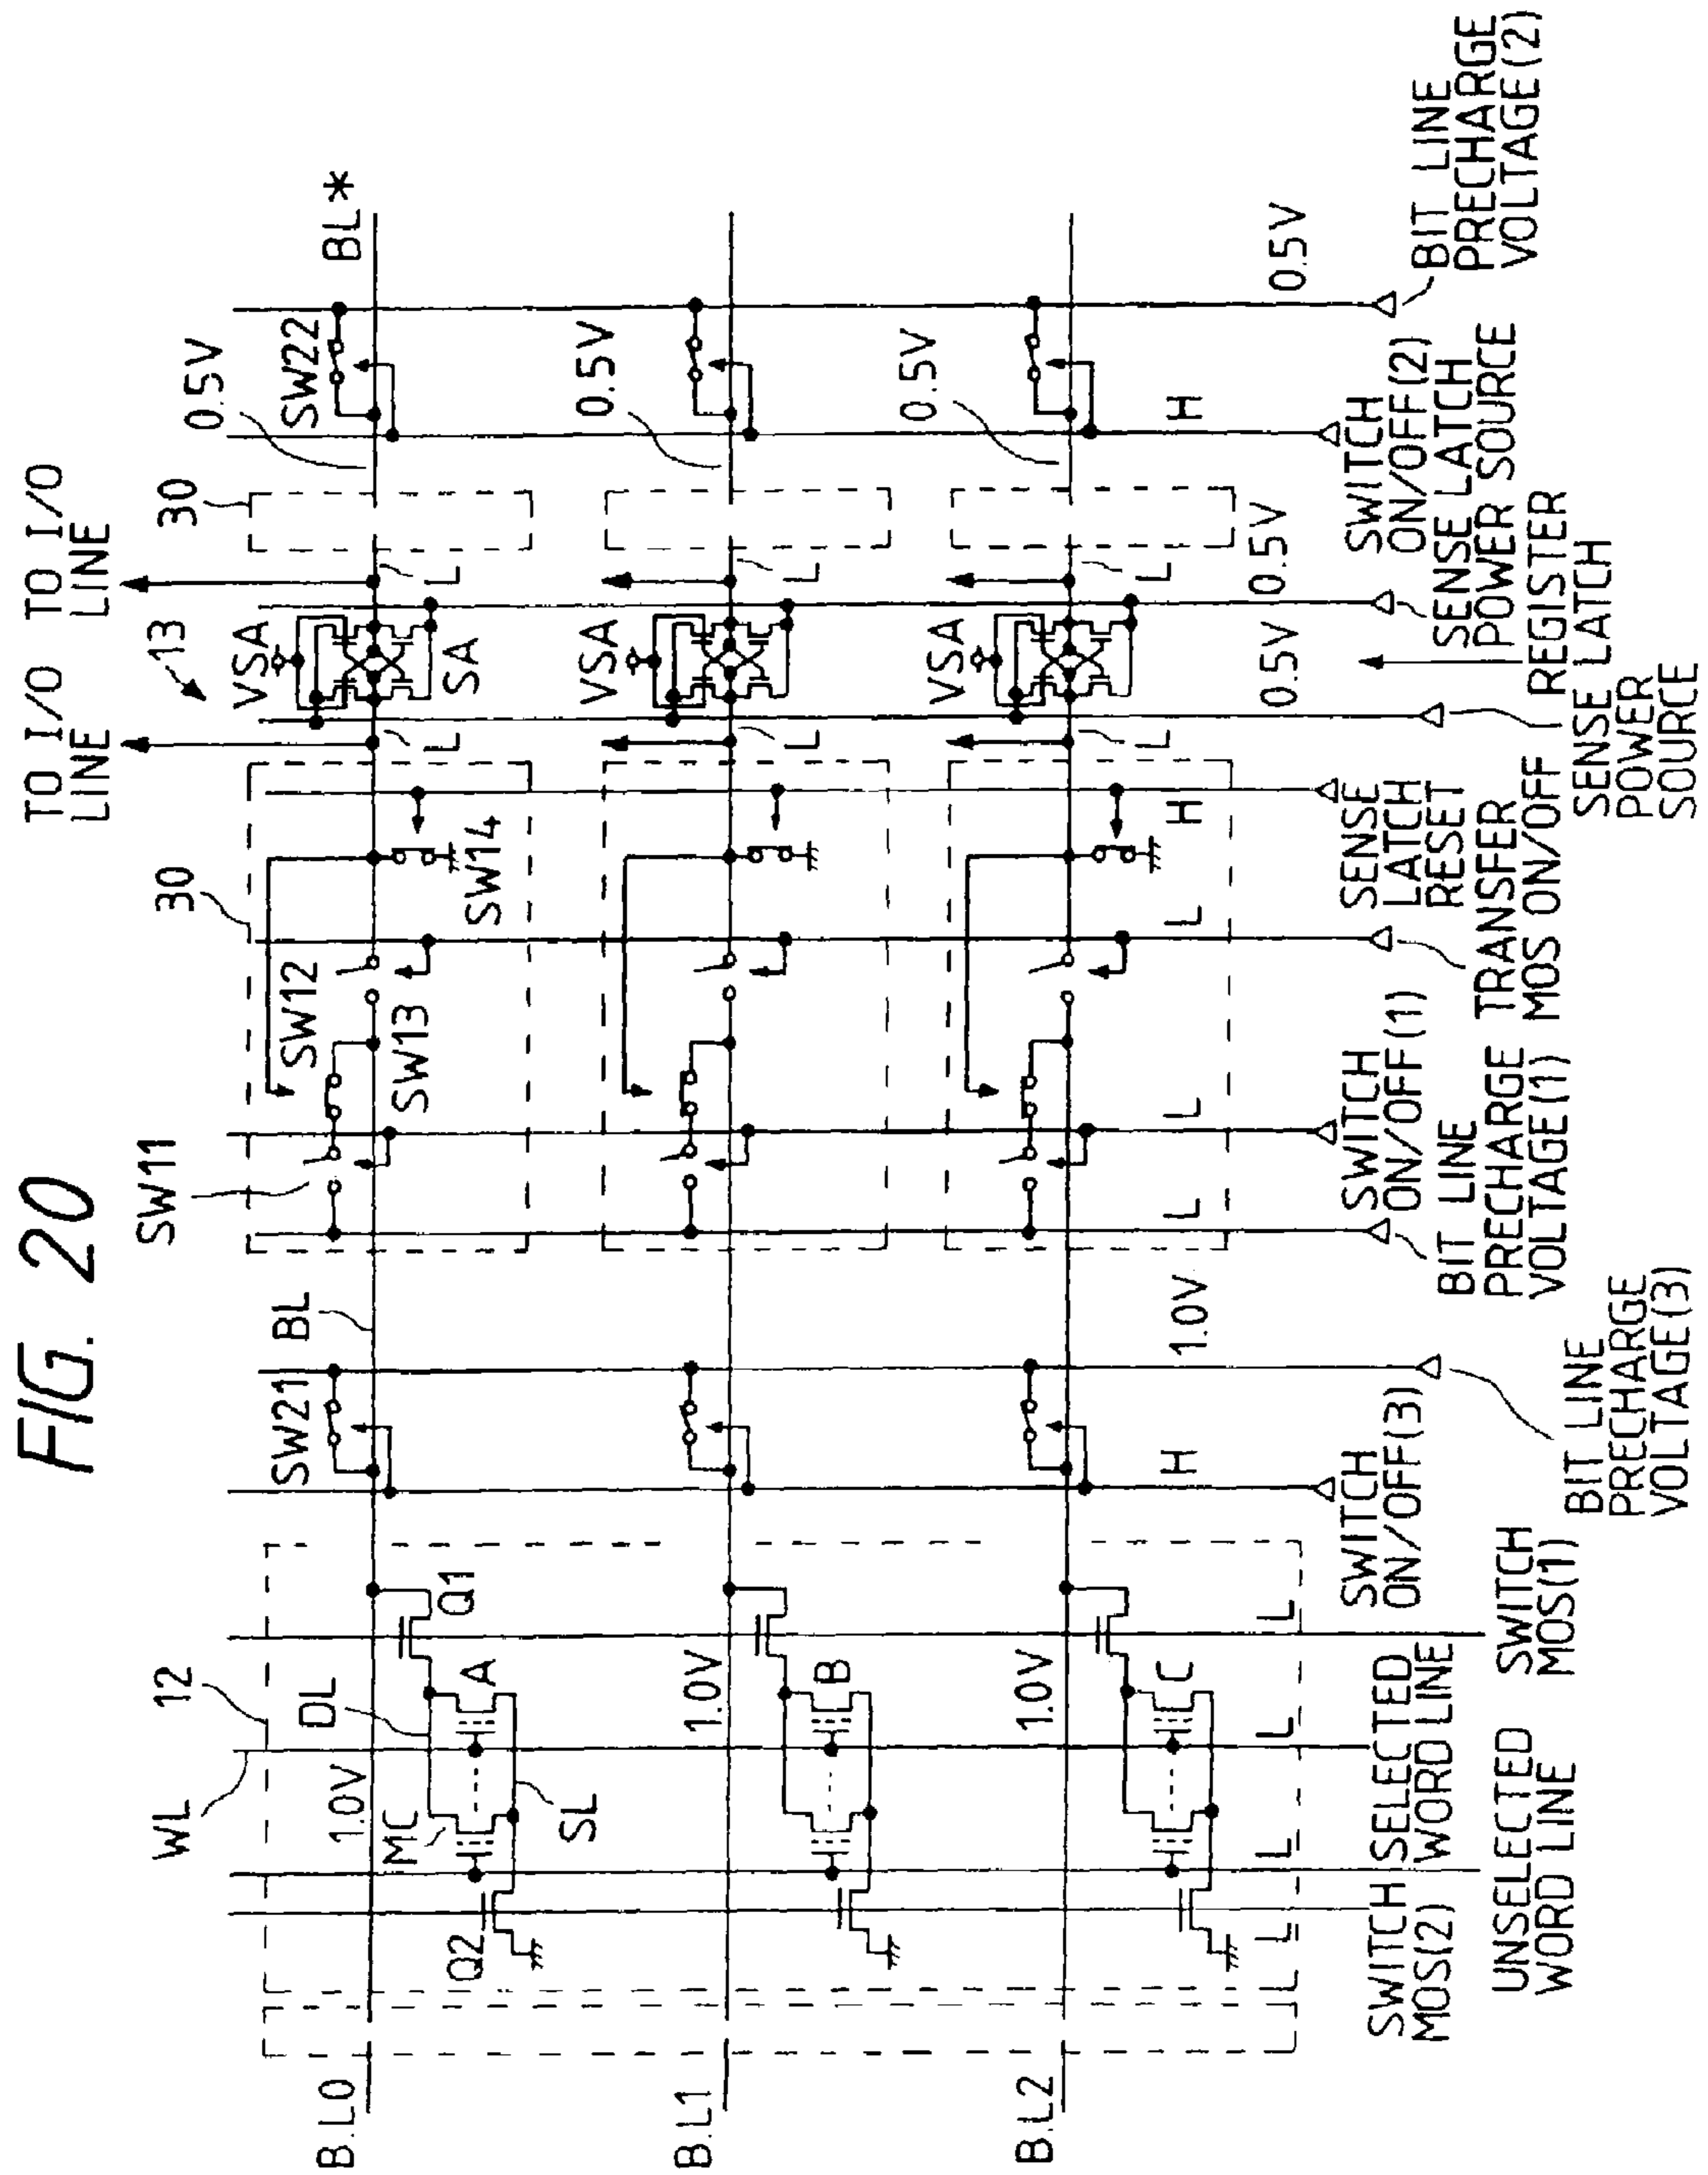 FIG. 20
B.L0
B.L1
B.L2
WL
12
DL
1.0V
MC
A
SL
Q1
Q2
1.0V
B
1.0V
C
L
L
L
L
SW21
BL
H
1.0V
SW11
SW12
SW13
30
SW14
L
L
L
H
TO I/O
LINE
TO I/O
LINE
13
VSA
SA
L
L
VSA
L
L
VSA
L
L
0.5V
0.5V
30
0.5V
SW22
BL*
0.5V
0.5V
H
0.5V
SWITCH
MOS(2)
UNSELECTED
WORD LINE
SELECTED
WORD LINE
SWITCH
MOS(1)
SWITCH
ON/OFF(3)
BIT LINE
PRECHARGE
VOLTAGE(3)
BIT LINE
PRECHARGE
VOLTAGE(1)
SWITCH
ON/OFF(1)
TRANSFER
MOS ON/OFF
SENSE
LATCH
RESET
SENSE LATCH
POWER
SOURCE
REGISTER
SENSE LATCH
POWER SOURCE
SWITCH
ON/OFF(2)
BIT LINE
PRECHARGE
VOLTAGE(2)